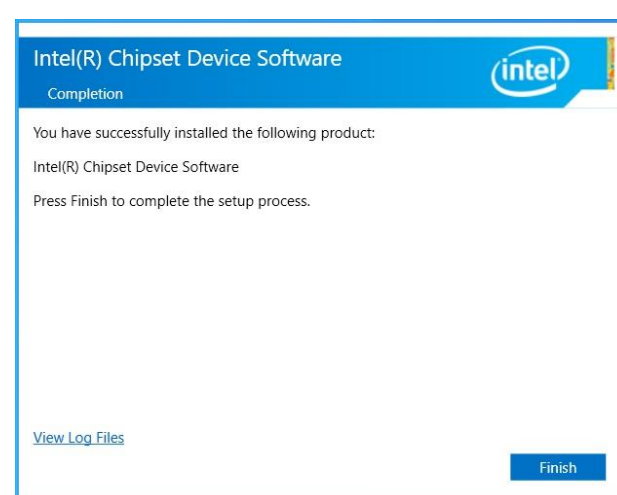 Intel(R) Chipset Device Software
intel
Completion
You have successfully installed the following product:
Intel(R) Chipset Device Software
Press Finish to complete the setup process.
View Log Files
Finish